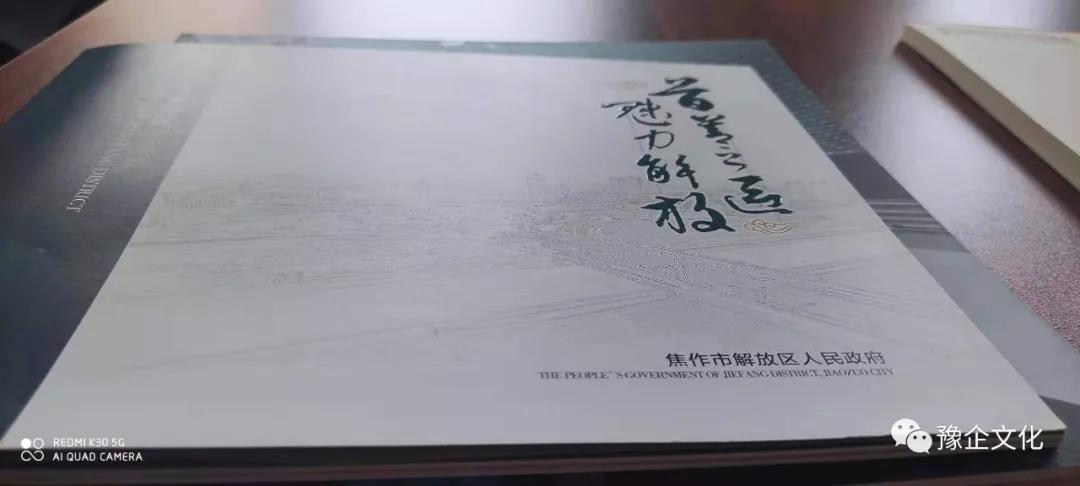 首善之区
魅力解放
焦作市解放区人民政府
THE PEOPLE'S GOVERNMENT OF JIEFANG DISTRICT, JIAOZUO CITY
DISTRICT
REDMI K30 5G
AI QUAD CAMERA
豫企文化